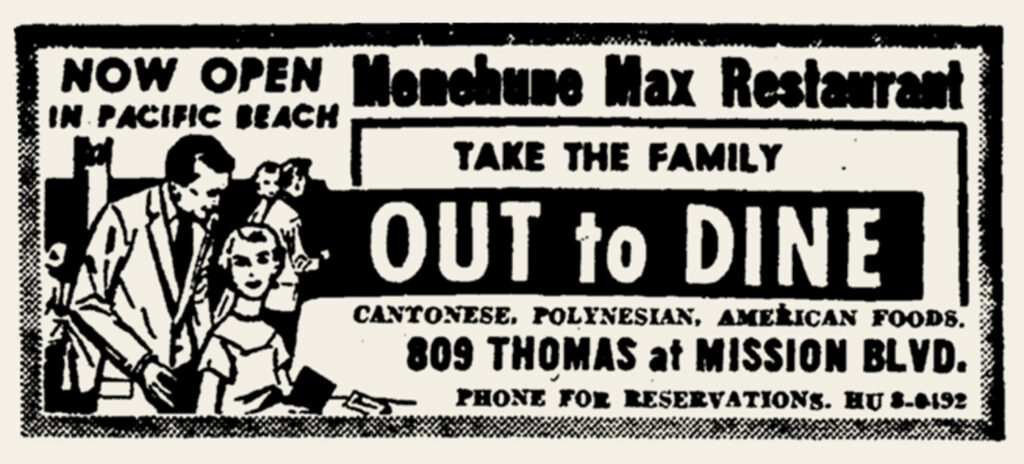 NOW OPEN
IN PACIFIC BEACH
Menehune Max Restaurant
TAKE THE FAMILY
OUT to DINE
CANTONESE, POLYNESIAN, AMERICAN FOODS.
809 THOMAS at MISSION BLVD.
PHONE FOR RESERVATIONS. HU 8-0492